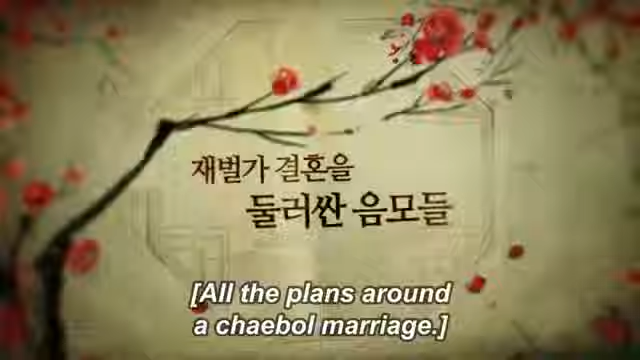 재벌가 결혼을
둘러싼 음모들
[All the plans around
a chaebol marriage.]